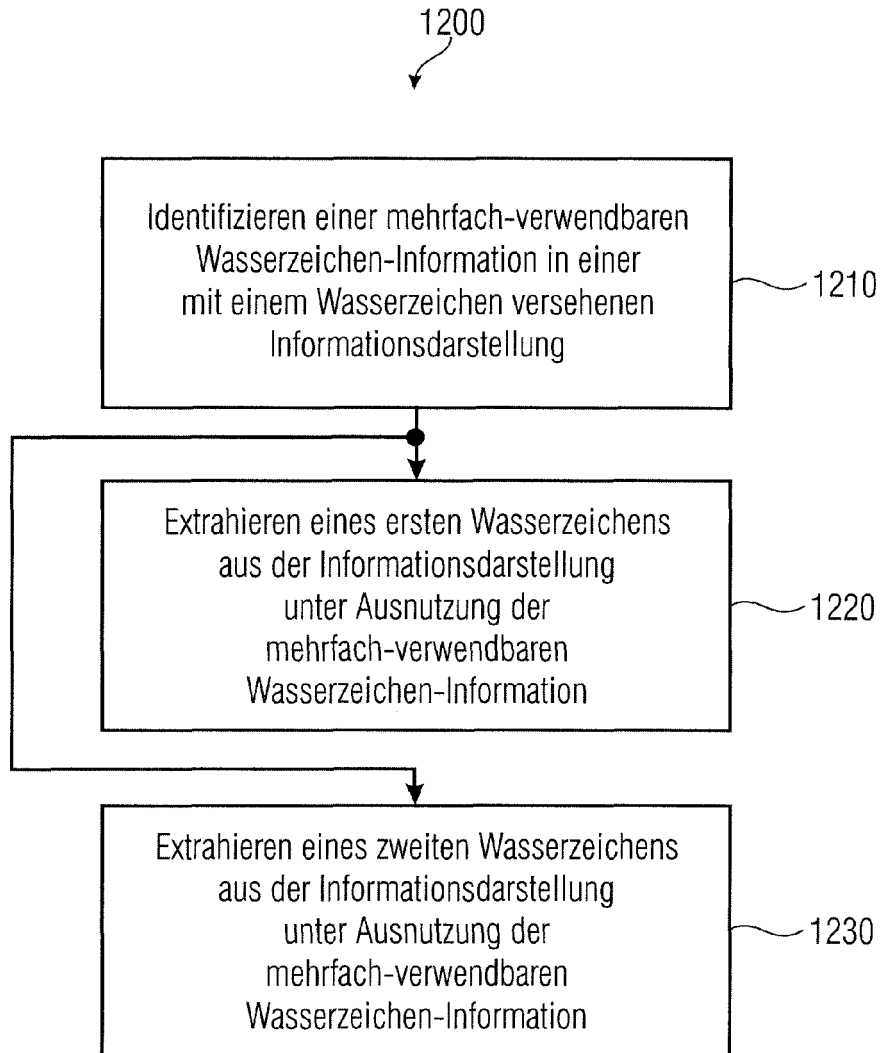 1200
Identifizieren einer mehrfach-verwendbaren
Wasserzeichen-Information in einer
mit einem Wasserzeichen versehenen
Informationsdarstellung
1210
Extrahieren eines ersten Wasserzeichens
aus der Informationsdarstellung
unter Ausnutzung der
mehrfach-verwendbaren
Wasserzeichen-Information
1220
Extrahieren eines zweiten Wasserzeichens
aus der Informationsdarstellung
unter Ausnutzung der
mehrfach-verwendbaren
Wasserzeichen-Information
1230